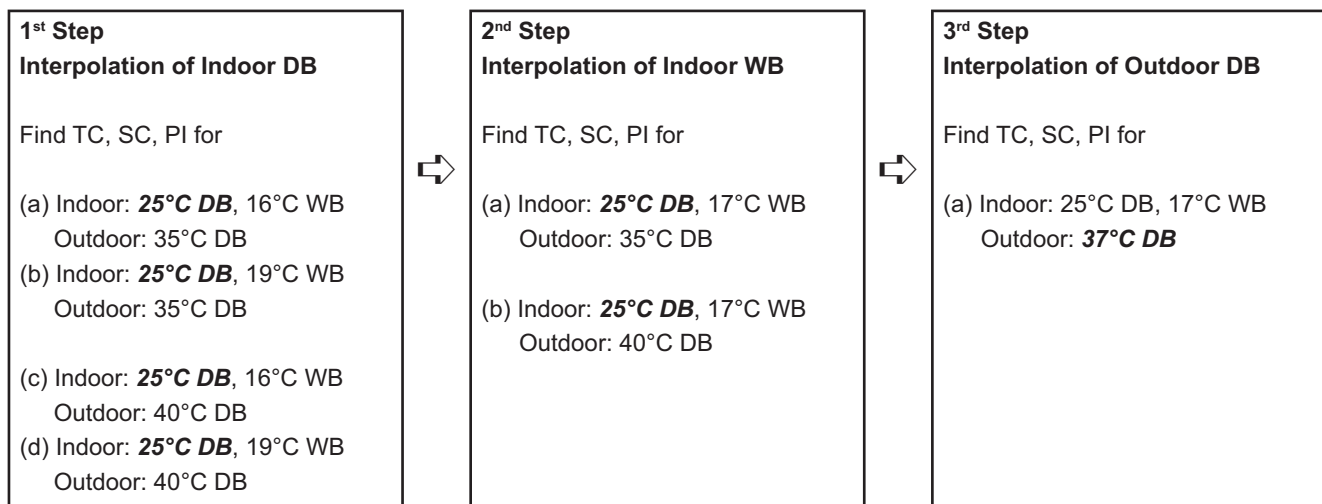 1st Step
Interpolation of Indoor DB
Find TC, SC, PI for
(a) Indoor: 25°C DB, 16°C WB
Outdoor: 35°C DB
(b) Indoor: 25°C DB, 19°C WB
Outdoor: 35°C DB
(c) Indoor: 25°C DB, 16°C WB
Outdoor: 40°C DB
(d) Indoor: 25°C DB, 19°C WB
Outdoor: 40°C DB
2nd Step
Interpolation of Indoor WB
Find TC, SC, PI for
(a) Indoor: 25°C DB, 17°C WB
Outdoor: 35°C DB
(b) Indoor: 25°C DB, 17°C WB
Outdoor: 40°C DB
3rd Step
Interpolation of Outdoor DB
Find TC, SC, PI for
(a) Indoor: 25°C DB, 17°C WB
Outdoor: 37°C DB